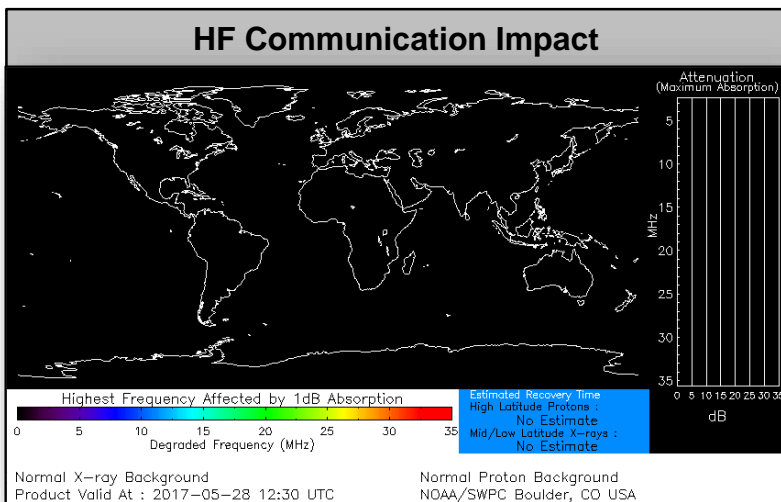 HF Communication Impact
Attenuation
(Maximum Absorption)
5
10
15
20
25
30
35
MHz
0 5 10 15 20 25 30 35
dB
Highest Frequency Affected by 1dB Absorption
0 5 10 15 20 25 30 35
Degraded Frequency (MHz)
Estimated Recovery Time
High Latitude Protons :
No Estimate
Mid/Low Latitude X-rays :
No Estimate
Normal X-ray Background
Product Valid At : 2017-05-28 12:30 UTC
Normal Proton Background
NOAA/SWPC Boulder, CO USA